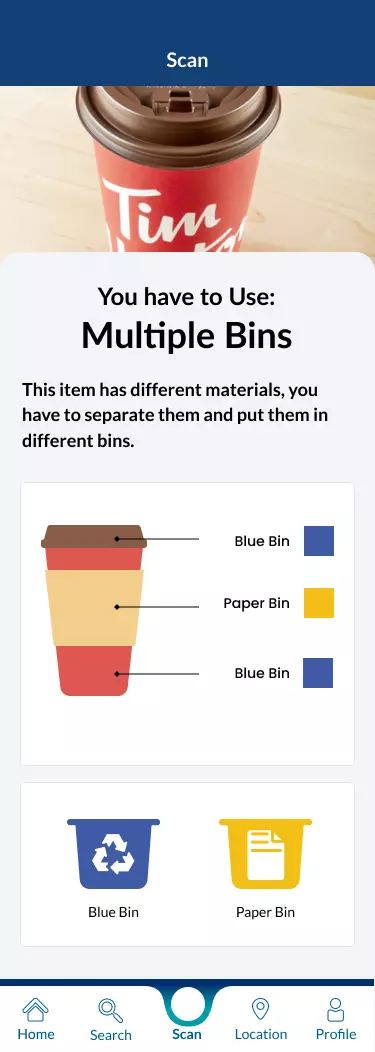 Scan
Tim
You have to Use:
Multiple Bins
This item has different materials, you
have to separate them and put them in
different bins.
Blue Bin
Paper Bin
Blue Bin
Blue Bin
Paper Bin
Home
Search
Scan
Location
Profile